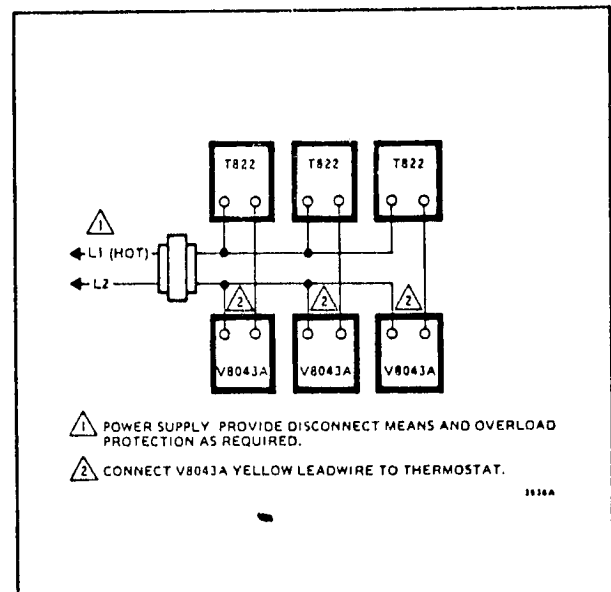 T822 T822 T822
1
L1 (HOT)
L2
2 2 2
V8043A V8043A V8043A
1 POWER SUPPLY PROVIDE DISCONNECT MEANS AND OVERLOAD
PROTECTION AS REQUIRED.
2 CONNECT V8043A YELLOW LEADWIRE TO THERMOSTAT.